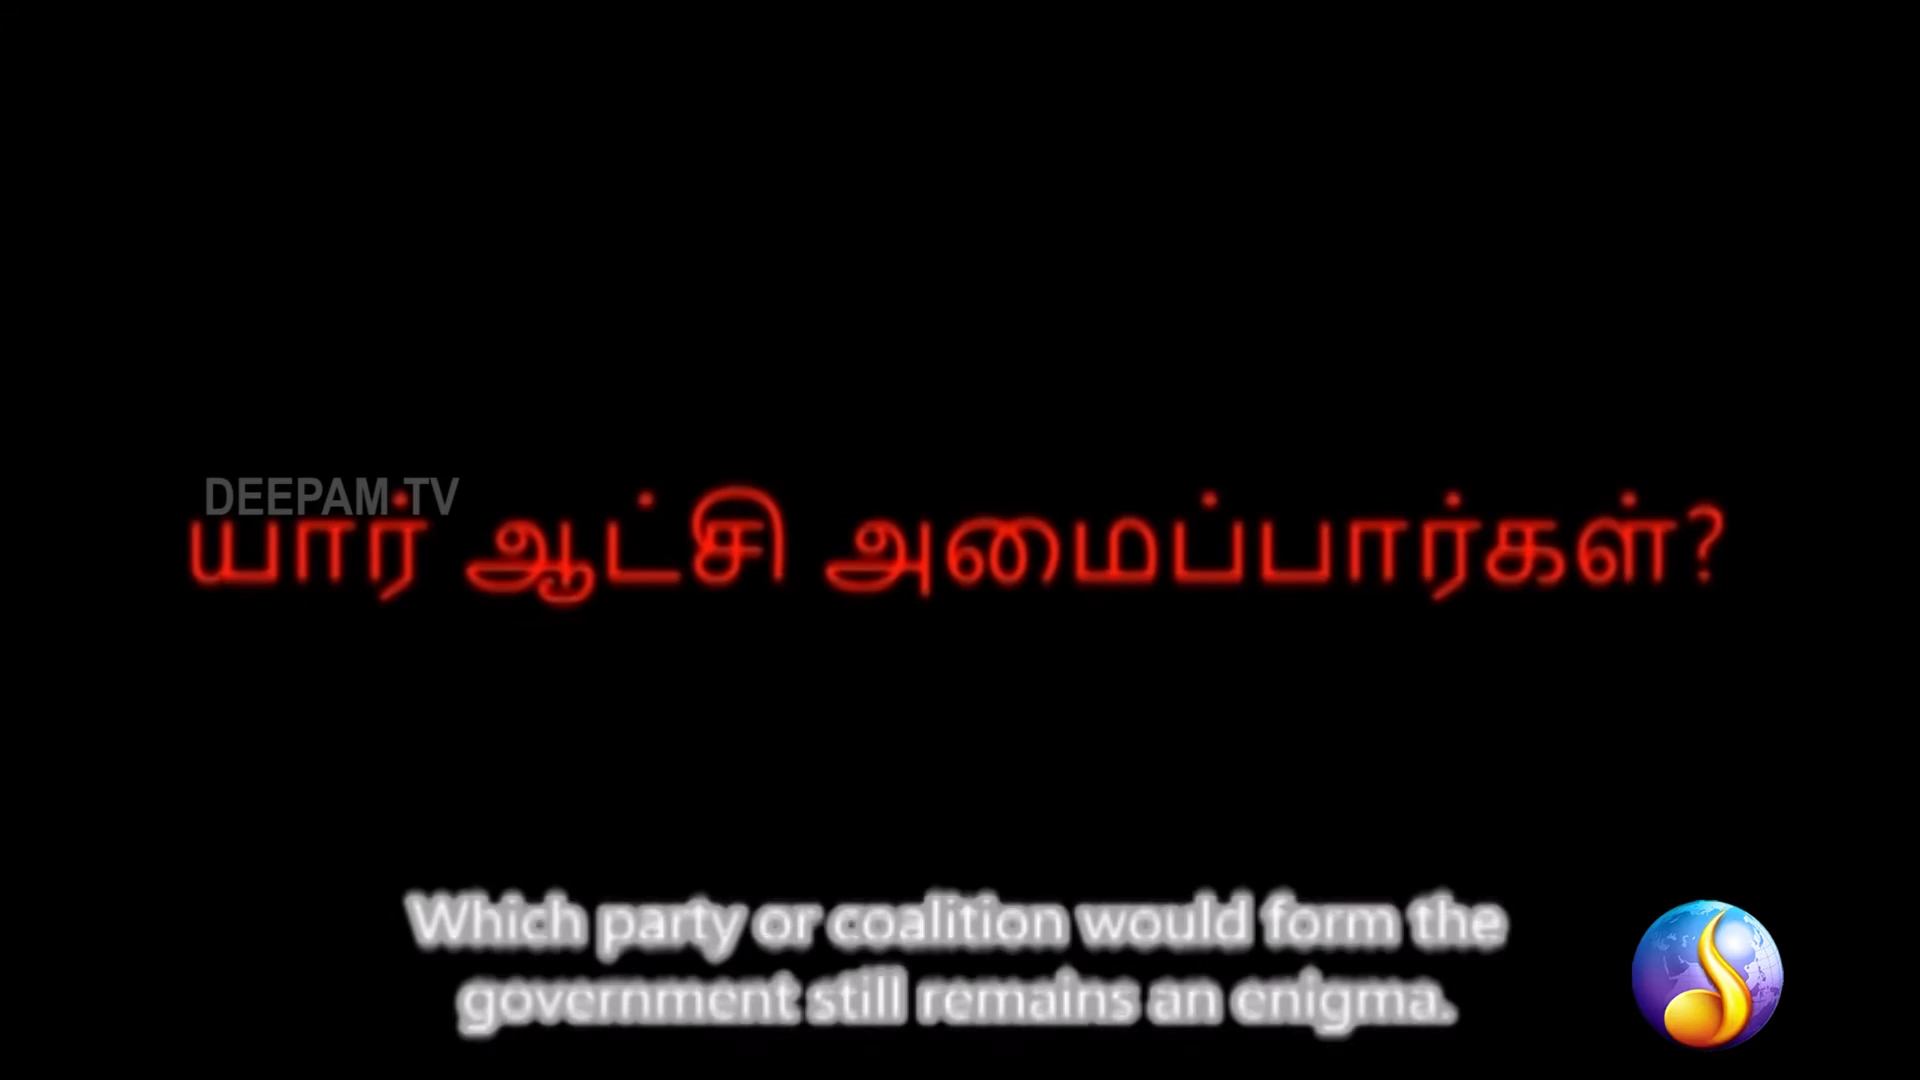 DEEPAM TV
யார் ஆட்சி அமைப்பார்கள்?
Which party or coalition would form the
government still remains an enigma.